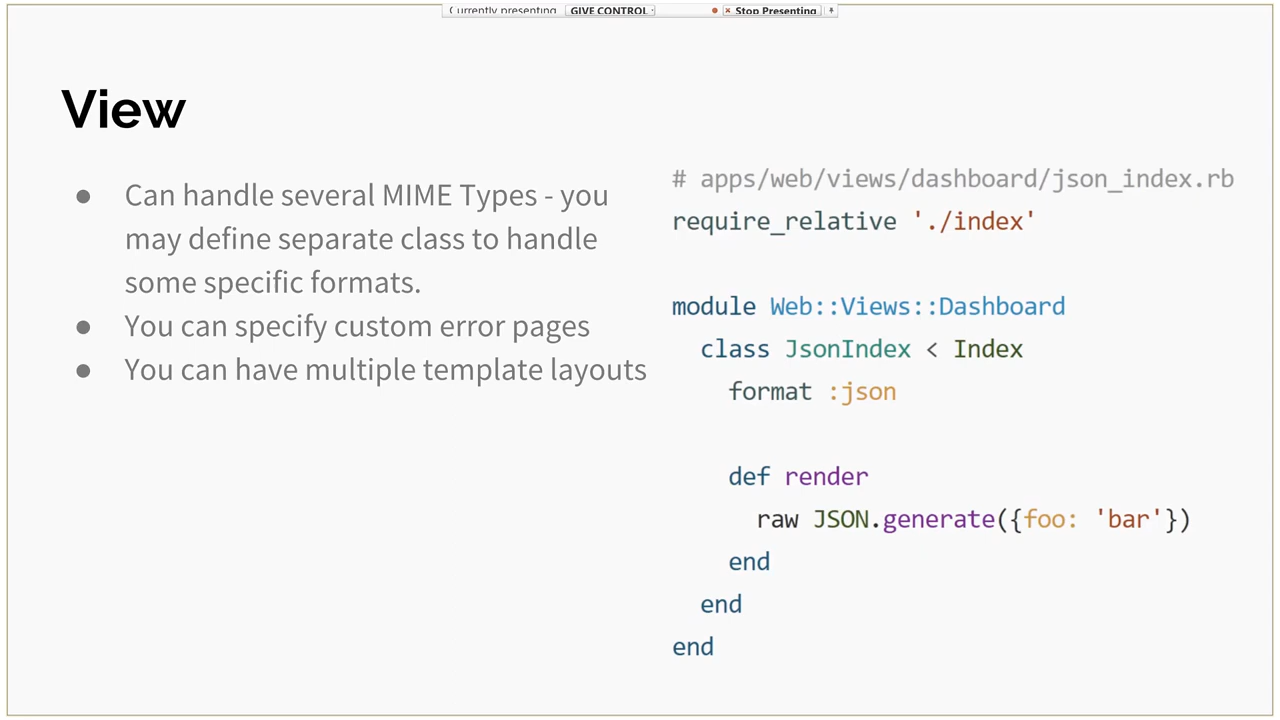 Currently presenting GIVE CONTROL Stop Presenting
View
● Can handle several MIME Types - you
may define separate class to handle
some specific formats.
● You can specify custom error pages
● You can have multiple template layouts
# apps/web/views/dashboard/json_index.rb
require_relative './index'
module Web::Views::Dashboard
class JsonIndex < Index
format :json
def render
raw JSON.generate({foo: 'bar'})
end
end
end